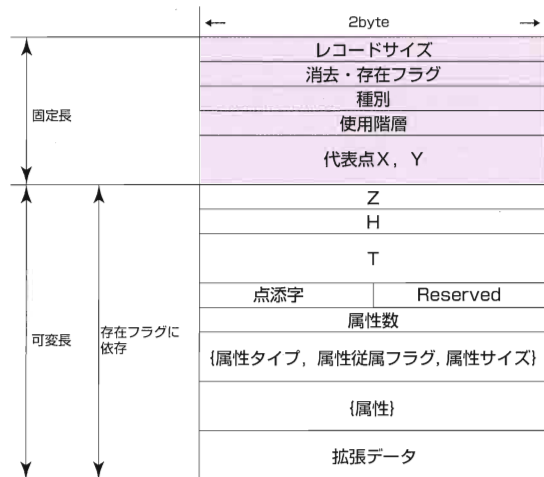 2byte
レコードサイズ
消去・存在フラグ
種別
使用階層
代表点X，Y
固定長
Z
H
T
点添字
Reserved
属性数
{属性タイプ，属性従属フラグ，属性サイズ}
{属性}
拡張データ
可変長
存在フラグに
依存